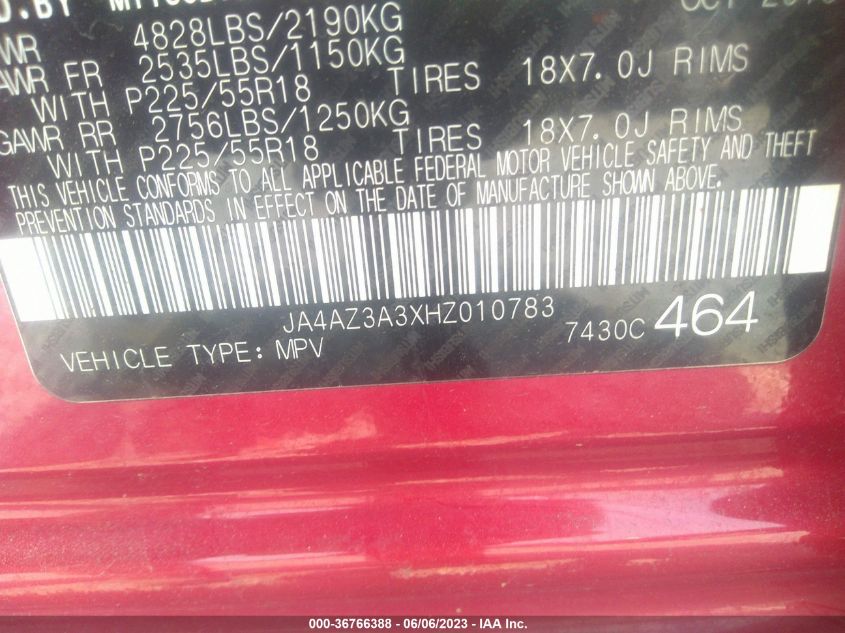 4828LBS/2190KG
FR 2535LBS/1150KG
WITH P225/55R18 TIRES 18X7.0J RIMS
GAWR RR 2756LBS/1250KG
WITH P225/55R18 TIRES 18X7.0J RIMS
THIS VEHICLE CONFORMS TO ALL APPLICABLE FEDERAL MOTOR VEHICLE SAFETY AND THEFT
PREVENTION STANDARDS IN EFFECT ON THE DATE OF MANUFACTURE SHOWN ABOVE.
JA4AZ3A3XHZ010783
7430C 464
VEHICLE TYPE: MPV
000-36766388 - 06/06/2023 - IAA Inc.